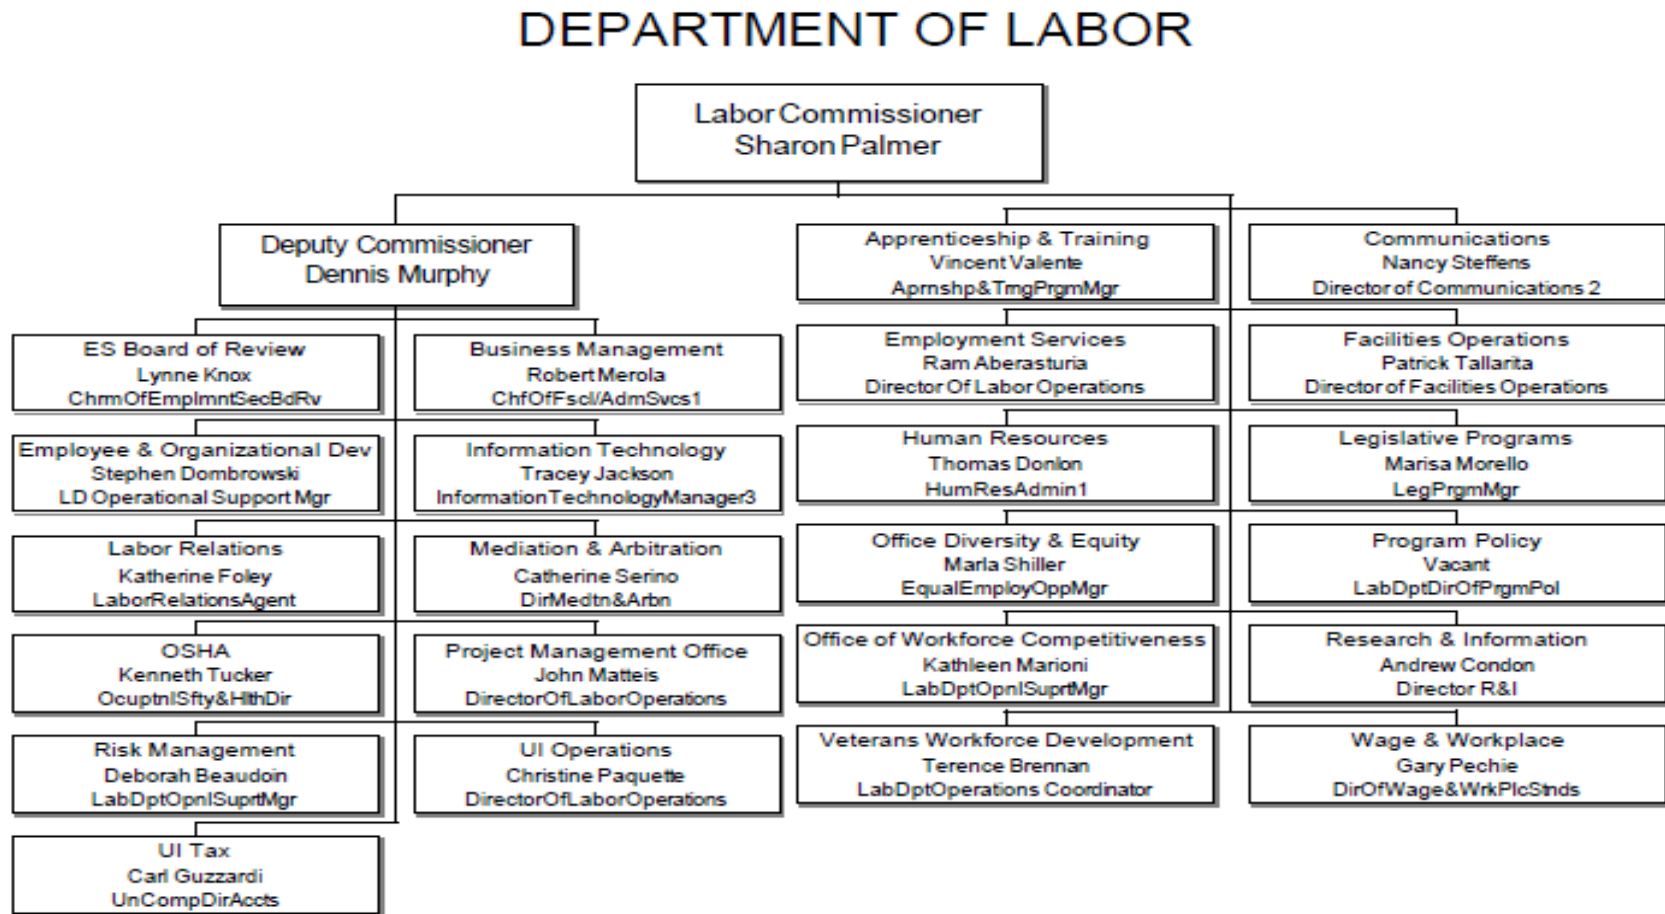 DEPARTMENT OF LABOR
Labor Commissioner
Sharon Palmer
Deputy Commissioner
Dennis Murphy
ES Board of Review
Lynne Knox
ChrmOfEmplmntSecBdRv
Business Management
Robert Merola
ChfOfFscl/AdmSvcs1
Employee & Organizational Dev
Stephen Dombrowski
LD Operational Support Mgr
Information Technology
Tracey Jackson
InformationTechnologyManager3
Labor Relations
Katherine Foley
LaborRelationsAgent
Mediation & Arbitration
Catherine Serino
DirMedtn&Arbn
OSHA
Kenneth Tucker
OcuptnlSfty&HlthDir
Project Management Office
John Matteis
DirectorOfLaborOperations
Risk Management
Deborah Beaudoin
LabDptOpnlSuprtMgr
UI Operations
Christine Paquette
DirectorOfLaborOperations
UI Tax
Carl Guzzardi
UnCompDirAccts
Apprenticeship & Training
Vincent Valente
Aprnshp&TrngPrgmMgr
Communications
Nancy Steffens
Director of Communications 2
Employment Services
Ram Aberasturia
Director Of Labor Operations
Facilities Operations
Patrick Tallarita
Director of Facilities Operations
Human Resources
Thomas Donlon
HumResAdmin1
Legislative Programs
Marisa Morello
LegPrgmMgr
Office Diversity & Equity
Marla Shiller
EqualEmployOppMgr
Program Policy
Vacant
LabDptDirOfPrgmPol
Office of Workforce Competitiveness
Kathleen Marioni
LabDptOpnlSuprtMgr
Research & Information
Andrew Condon
Director R&I
Veterans Workforce Development
Terence Brennan
LabDptOperations Coordinator
Wage & Workplace
Gary Pechie
DirOfWage&WrkPlcStnds